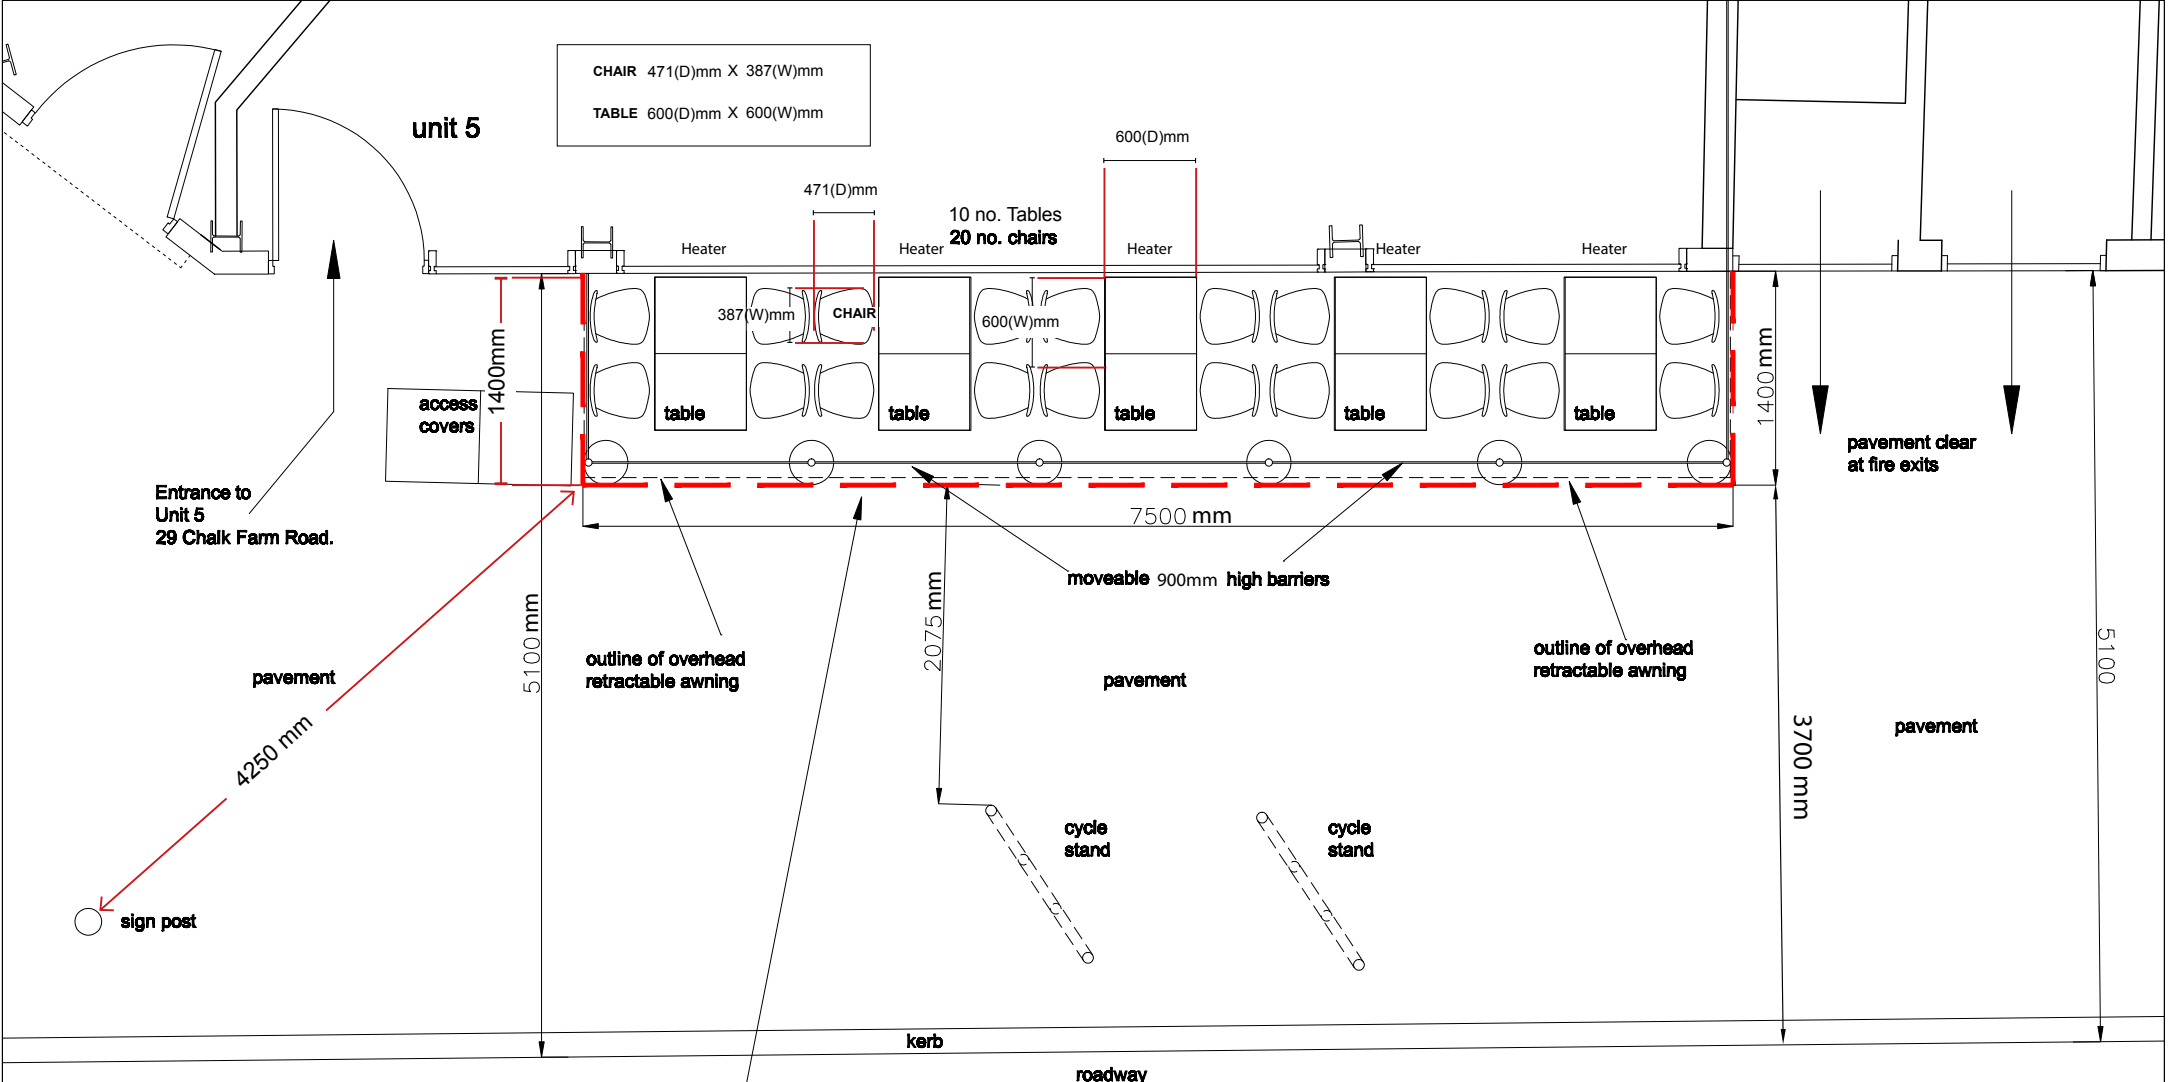 CHAIR 471(D)mm X 387(W)mm
TABLE 600(D)mm X 600(W)mm
unit 5
600(D)mm
471(D)mm
10 no. Tables
20 no. chairs
Heater
Heater
Heater
Heater
Heater
387(W)mm
CHAIR
600(W)mm
1400mm
1400mm
access
covers
table
table
table
table
table
pavement clear
at fire exits
Entrance to
Unit 5
29 Chalk Farm Road.
7500 mm
moveable 900mm high barriers
5100mm
2075mm
outline of overhead
retractable awning
outline of overhead
retractable awning
5100
pavement
pavement
pavement
4250 mm
3700 mm
cycle
stand
cycle
stand
sign post
kerb
roadway